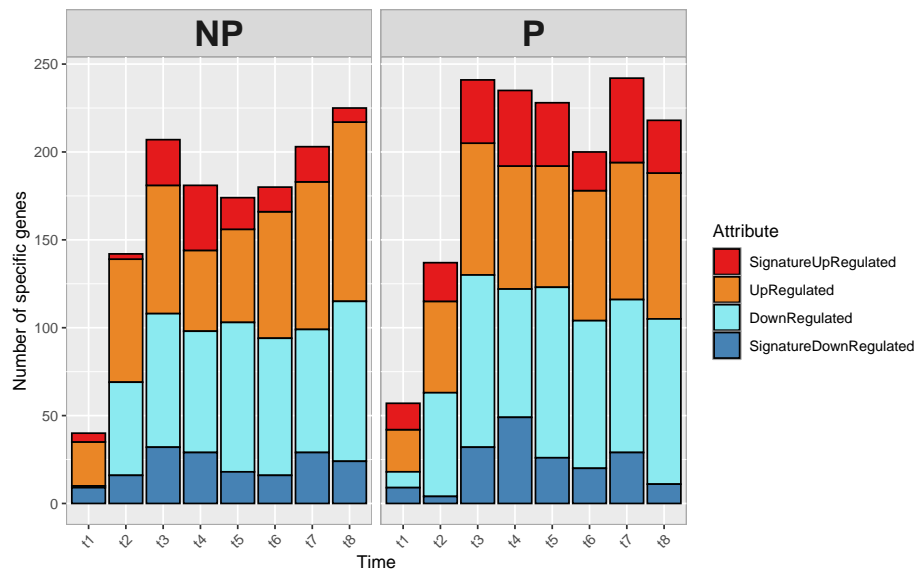 NP
P
Number of specific genes
250
200
150
100
50
0
t1 t2 t3 t4 t5 t6 t7 t8
t1 t2 t3 t4 t5 t6 t7 t8
Time
Attribute
SignatureUpRegulated
UpRegulated
DownRegulated
SignatureDownRegulated